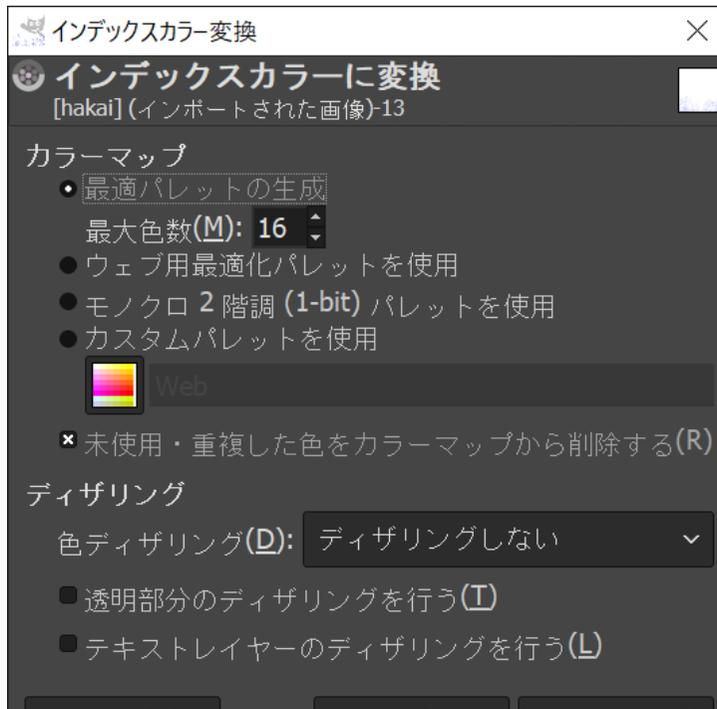 インデックスカラー変換
インデックスカラーに変換
[hakai] (インポートされた画像)-13
カラーマップ
最適パレットの生成
最大色数(M): 16
ウェブ用最適化パレットを使用
モノクロ 2 階調 (1-bit) パレットを使用
カスタムパレットを使用
Web
未使用・重複した色をカラーマップから削除する(R)
ディザリング
色ディザリング(D): ディザリングしない
透明部分のディザリングを行う(T)
テキストレイヤーのディザリングを行う(L)